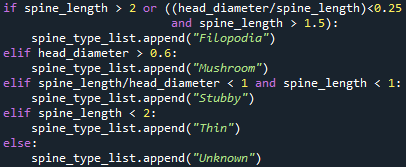 if spine_length > 2 or ((head_diameter/spine_length)<0.25
and spine_length > 1.5):
spine_type_list.append("Filopodia")
elif head_diameter > 0.6:
spine_type_list.append("Mushroom")
elif spine_length/head_diameter < 1 and spine_length < 1:
spine_type_list.append("Stubby")
elif spine_length < 2:
spine_type_list.append("Thin")
else:
spine_type_list.append("Unknown")